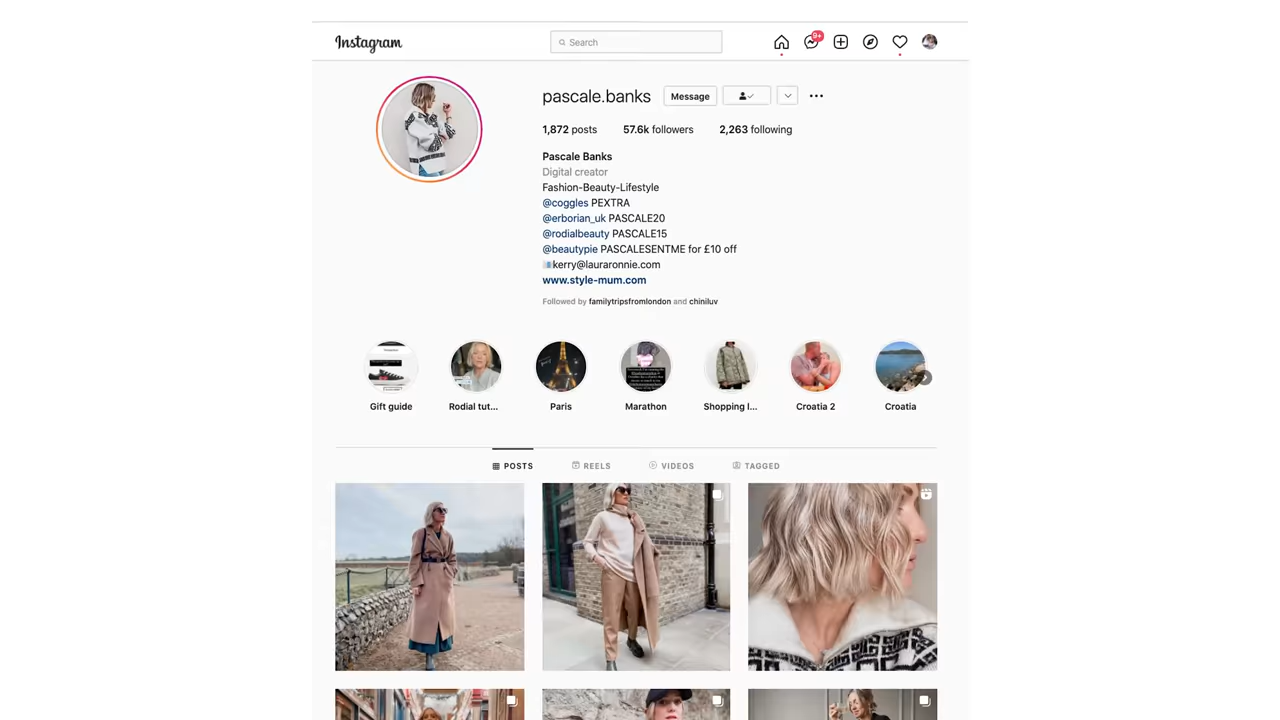 Instagram
Search
9+
pascale.banks
Message
1,872 posts 57.6k followers 2,263 following
Pascale Banks
Digital creator
Fashion-Beauty-Lifestyle
@coggles PEXTRA
@erborian_uk PASCALE20
@rodialbeauty PASCALE15
@beautypie PASCALESENTME for £10 off
kerry@lauraronnie.com
www.style-mum.com
Followed by familytripsfromlondon and chiniluv
Gift guide Rodial tut... Paris Marathon Shopping I... Croatia 2 Croatia
POSTS REELS VIDEOS TAGGED